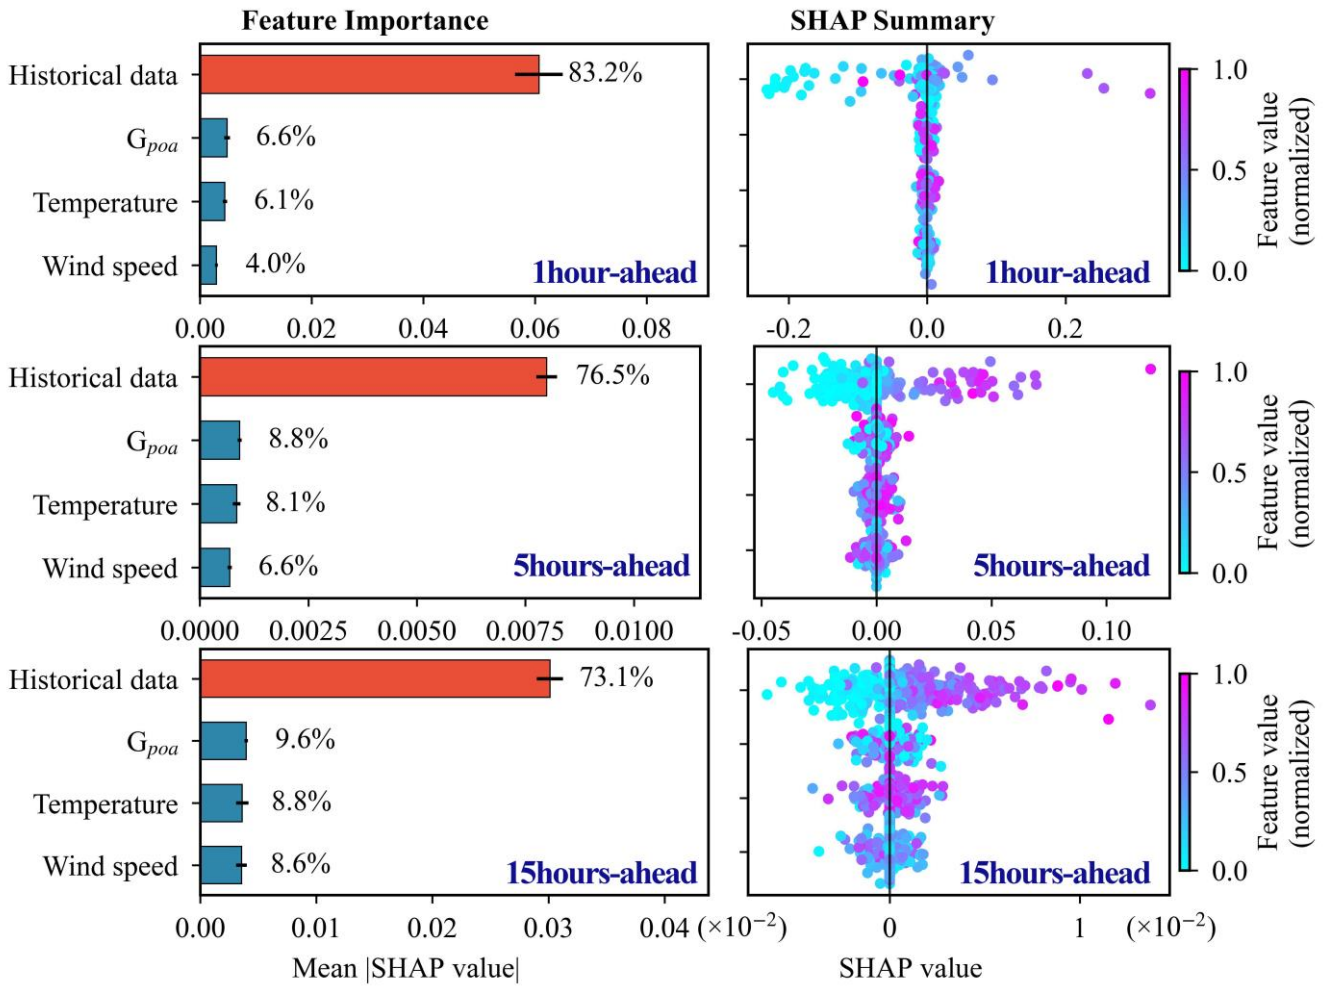 Feature Importance
SHAP Summary
Historical data
83.2%
G_poa
6.6%
Temperature
6.1%
Wind speed
4.0%
1hour-ahead
0.00 0.02 0.04 0.06 0.08
1hour-ahead
-0.2 0.0 0.2
1.0
0.5
0.0
Feature value
(normalized)
Historical data
76.5%
G_poa
8.8%
Temperature
8.1%
Wind speed
6.6%
5hours-ahead
0.0000 0.0025 0.0050 0.0075 0.0100
5hours-ahead
-0.05 0.00 0.05 0.10
1.0
0.5
0.0
Feature value
(normalized)
Historical data
73.1%
G_poa
9.6%
Temperature
8.8%
Wind speed
8.6%
15hours-ahead
0.00 0.01 0.02 0.03 0.04 (×10⁻²)
Mean |SHAP value|
15hours-ahead
0 1 (×10⁻²)
SHAP value
1.0
0.5
0.0
Feature value
(normalized)